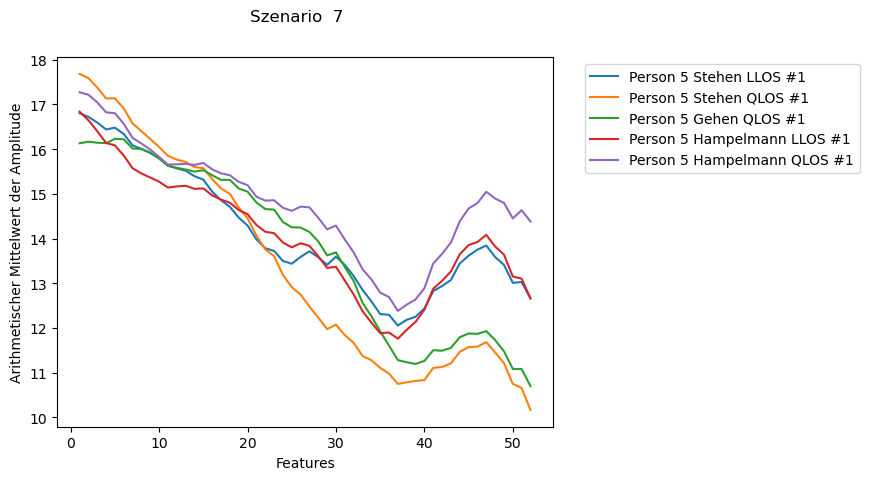 Szenario  7
Arithmetischer Mittelwert der Amplitude
18
17
16
15
14
13
12
11
10
0 10 20 30 40 50
Features
Person 5 Stehen LLOS #1
Person 5 Stehen QLOS #1
Person 5 Gehen QLOS #1
Person 5 Hampelmann LLOS #1
Person 5 Hampelmann QLOS #1